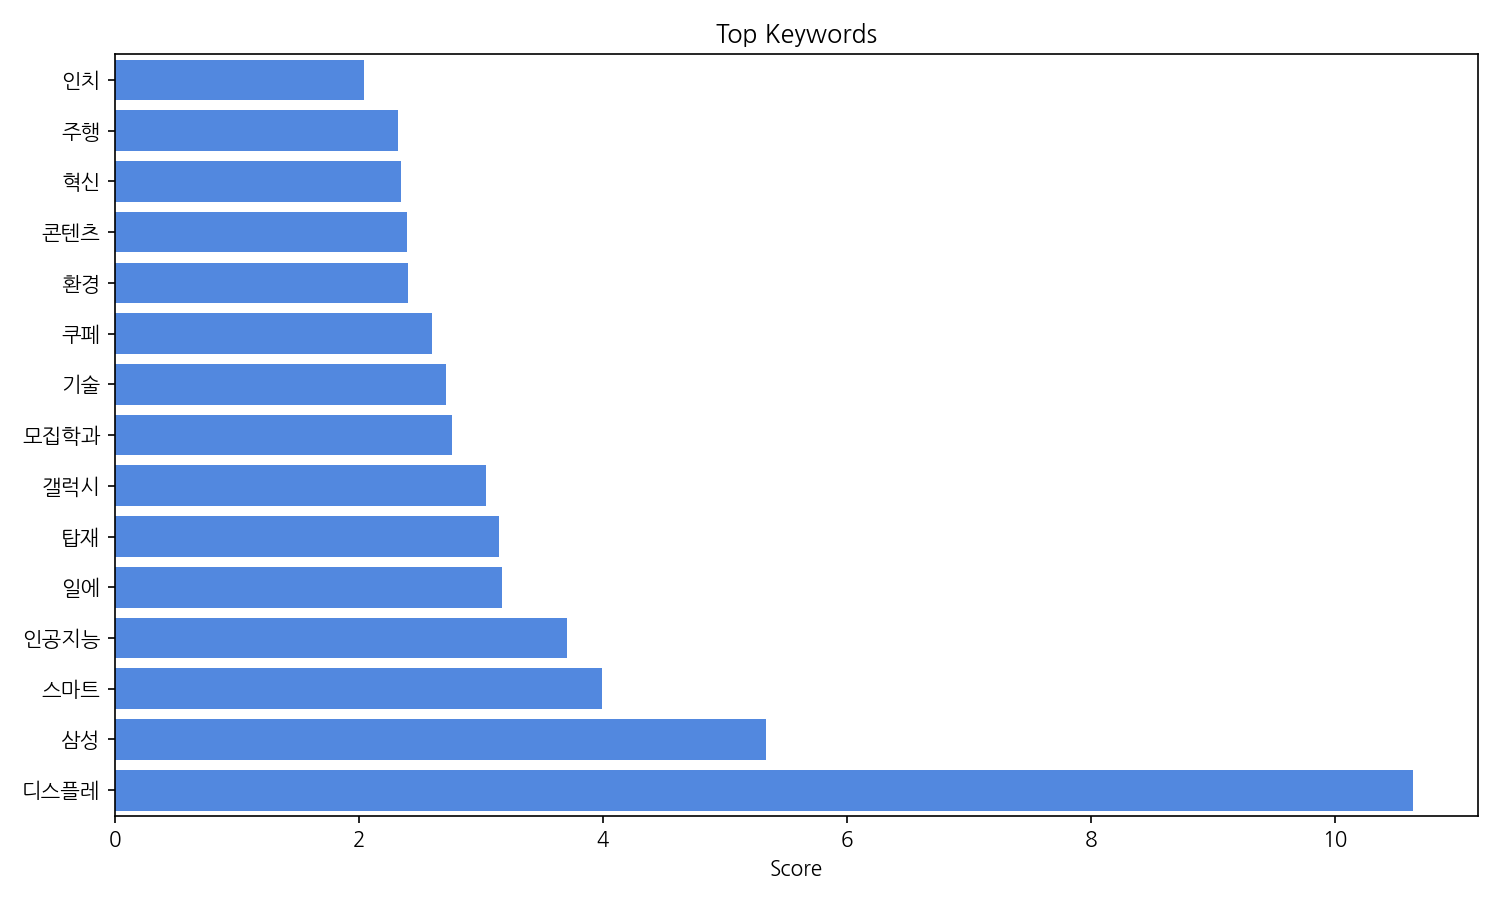 Top Keywords
인치
주행
혁신
콘텐츠
환경
쿠페
기술
모집학과
갤럭시
탑재
일에
인공지능
스마트
삼성
디스플레
0 2 4 6 8 10
Score